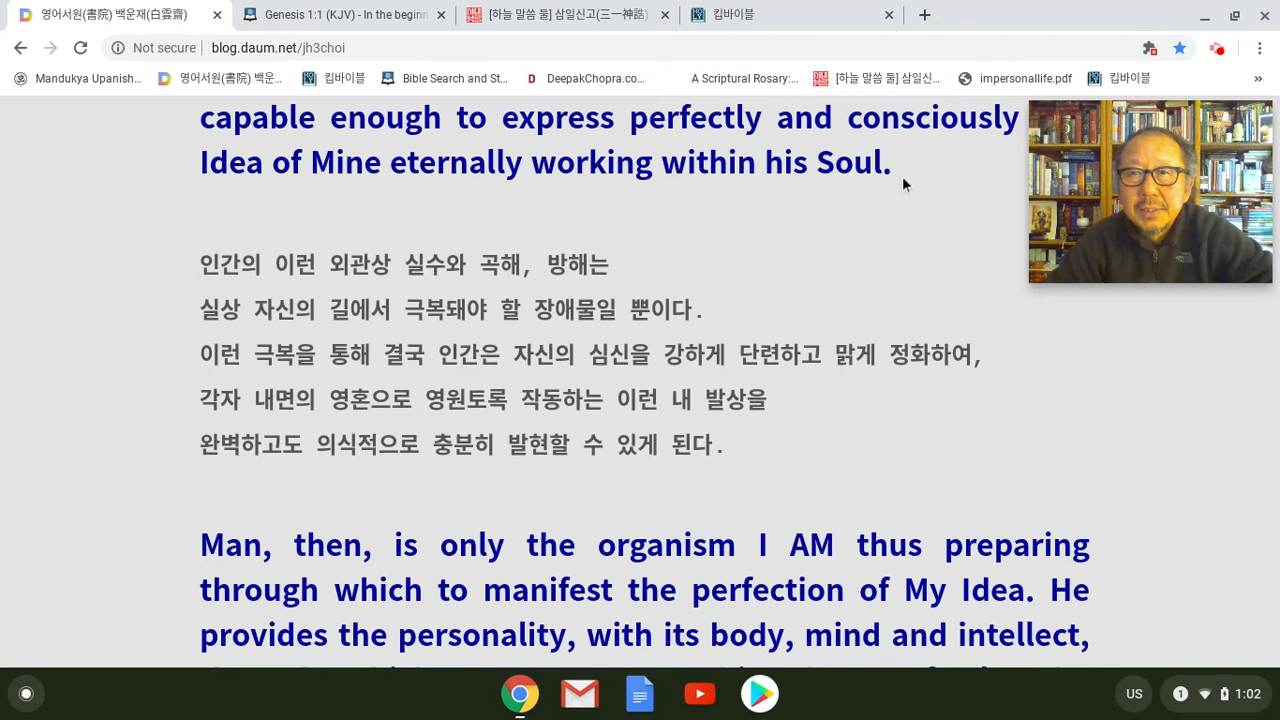 영어서원(書院) 백운재(白雲齋)
Genesis 1:1 (KJV) - In the beginn
[하늘 말씀 둘] 삼일신고(三一神誥)
킵바이블
Not secure
blog.daum.net/jh3choi
Mandukya Upanish...
영어서원(書院) 백운...
킵바이블
Bible Search and St...
DeepakChopra.co...
A Scriptural Rosary:...
[하늘 말씀 둘] 삼일신...
impersonallife.pdf
킵바이블
capable enough to express perfectly and consciously
Idea of Mine eternally working within his Soul.
인간의 이런 외관상 실수와 곡해, 방해는
실상 자신의 길에서 극복돼야 할 장애물일 뿐이다.
이런 극복을 통해 결국 인간은 자신의 심신을 강하게 단련하고 맑게 정화하여,
각자 내면의 영혼으로 영원토록 작동하는 이런 내 발상을
완벽하고도 의식적으로 충분히 발현할 수 있게 된다.
Man, then, is only the organism I AM thus preparing
through which to manifest the perfection of My Idea. He
provides the personality, with its body, mind and intellect,
US
1
1:02